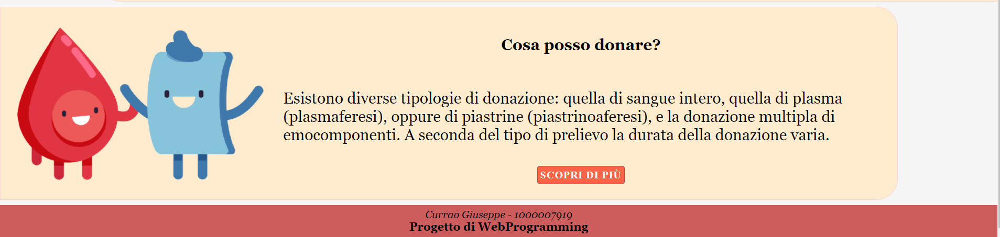 Cosa posso donare?
Esistono diverse tipologie di donazione: quella di sangue intero, quella di plasma
(plasmaferesi), oppure di piastrine (piastrinoaferesi), e la donazione multipla di
emocomponenti. A seconda del tipo di prelievo la durata della donazione varia.
SCOPRI DI PIÙ
Currao Giuseppe - 1000007919
Progetto di WebProgramming